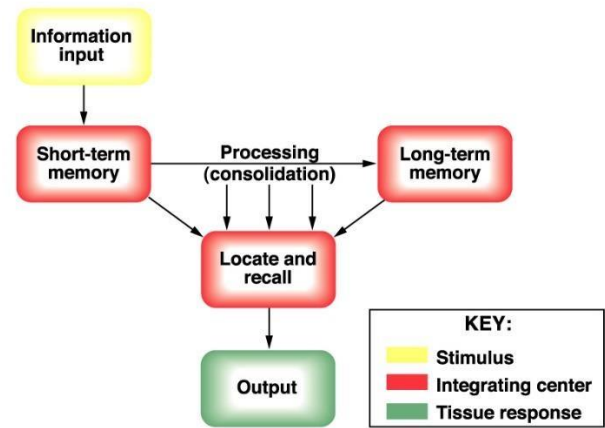 Information
input
Short-term
memory
Processing
(consolidation)
Long-term
memory
Locate and
recall
Output
KEY:
Stimulus
Integrating center
Tissue response